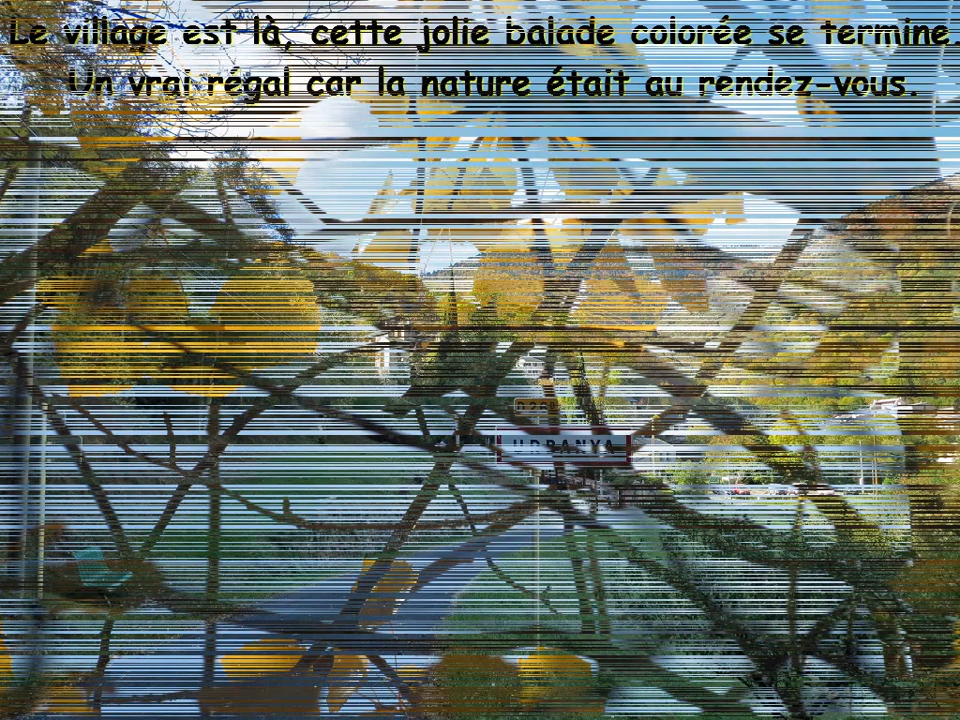 Le village est là, cette jolie balade colorée se termine.
Un vrai régal car la nature était au rendez-vous.
URBANYA